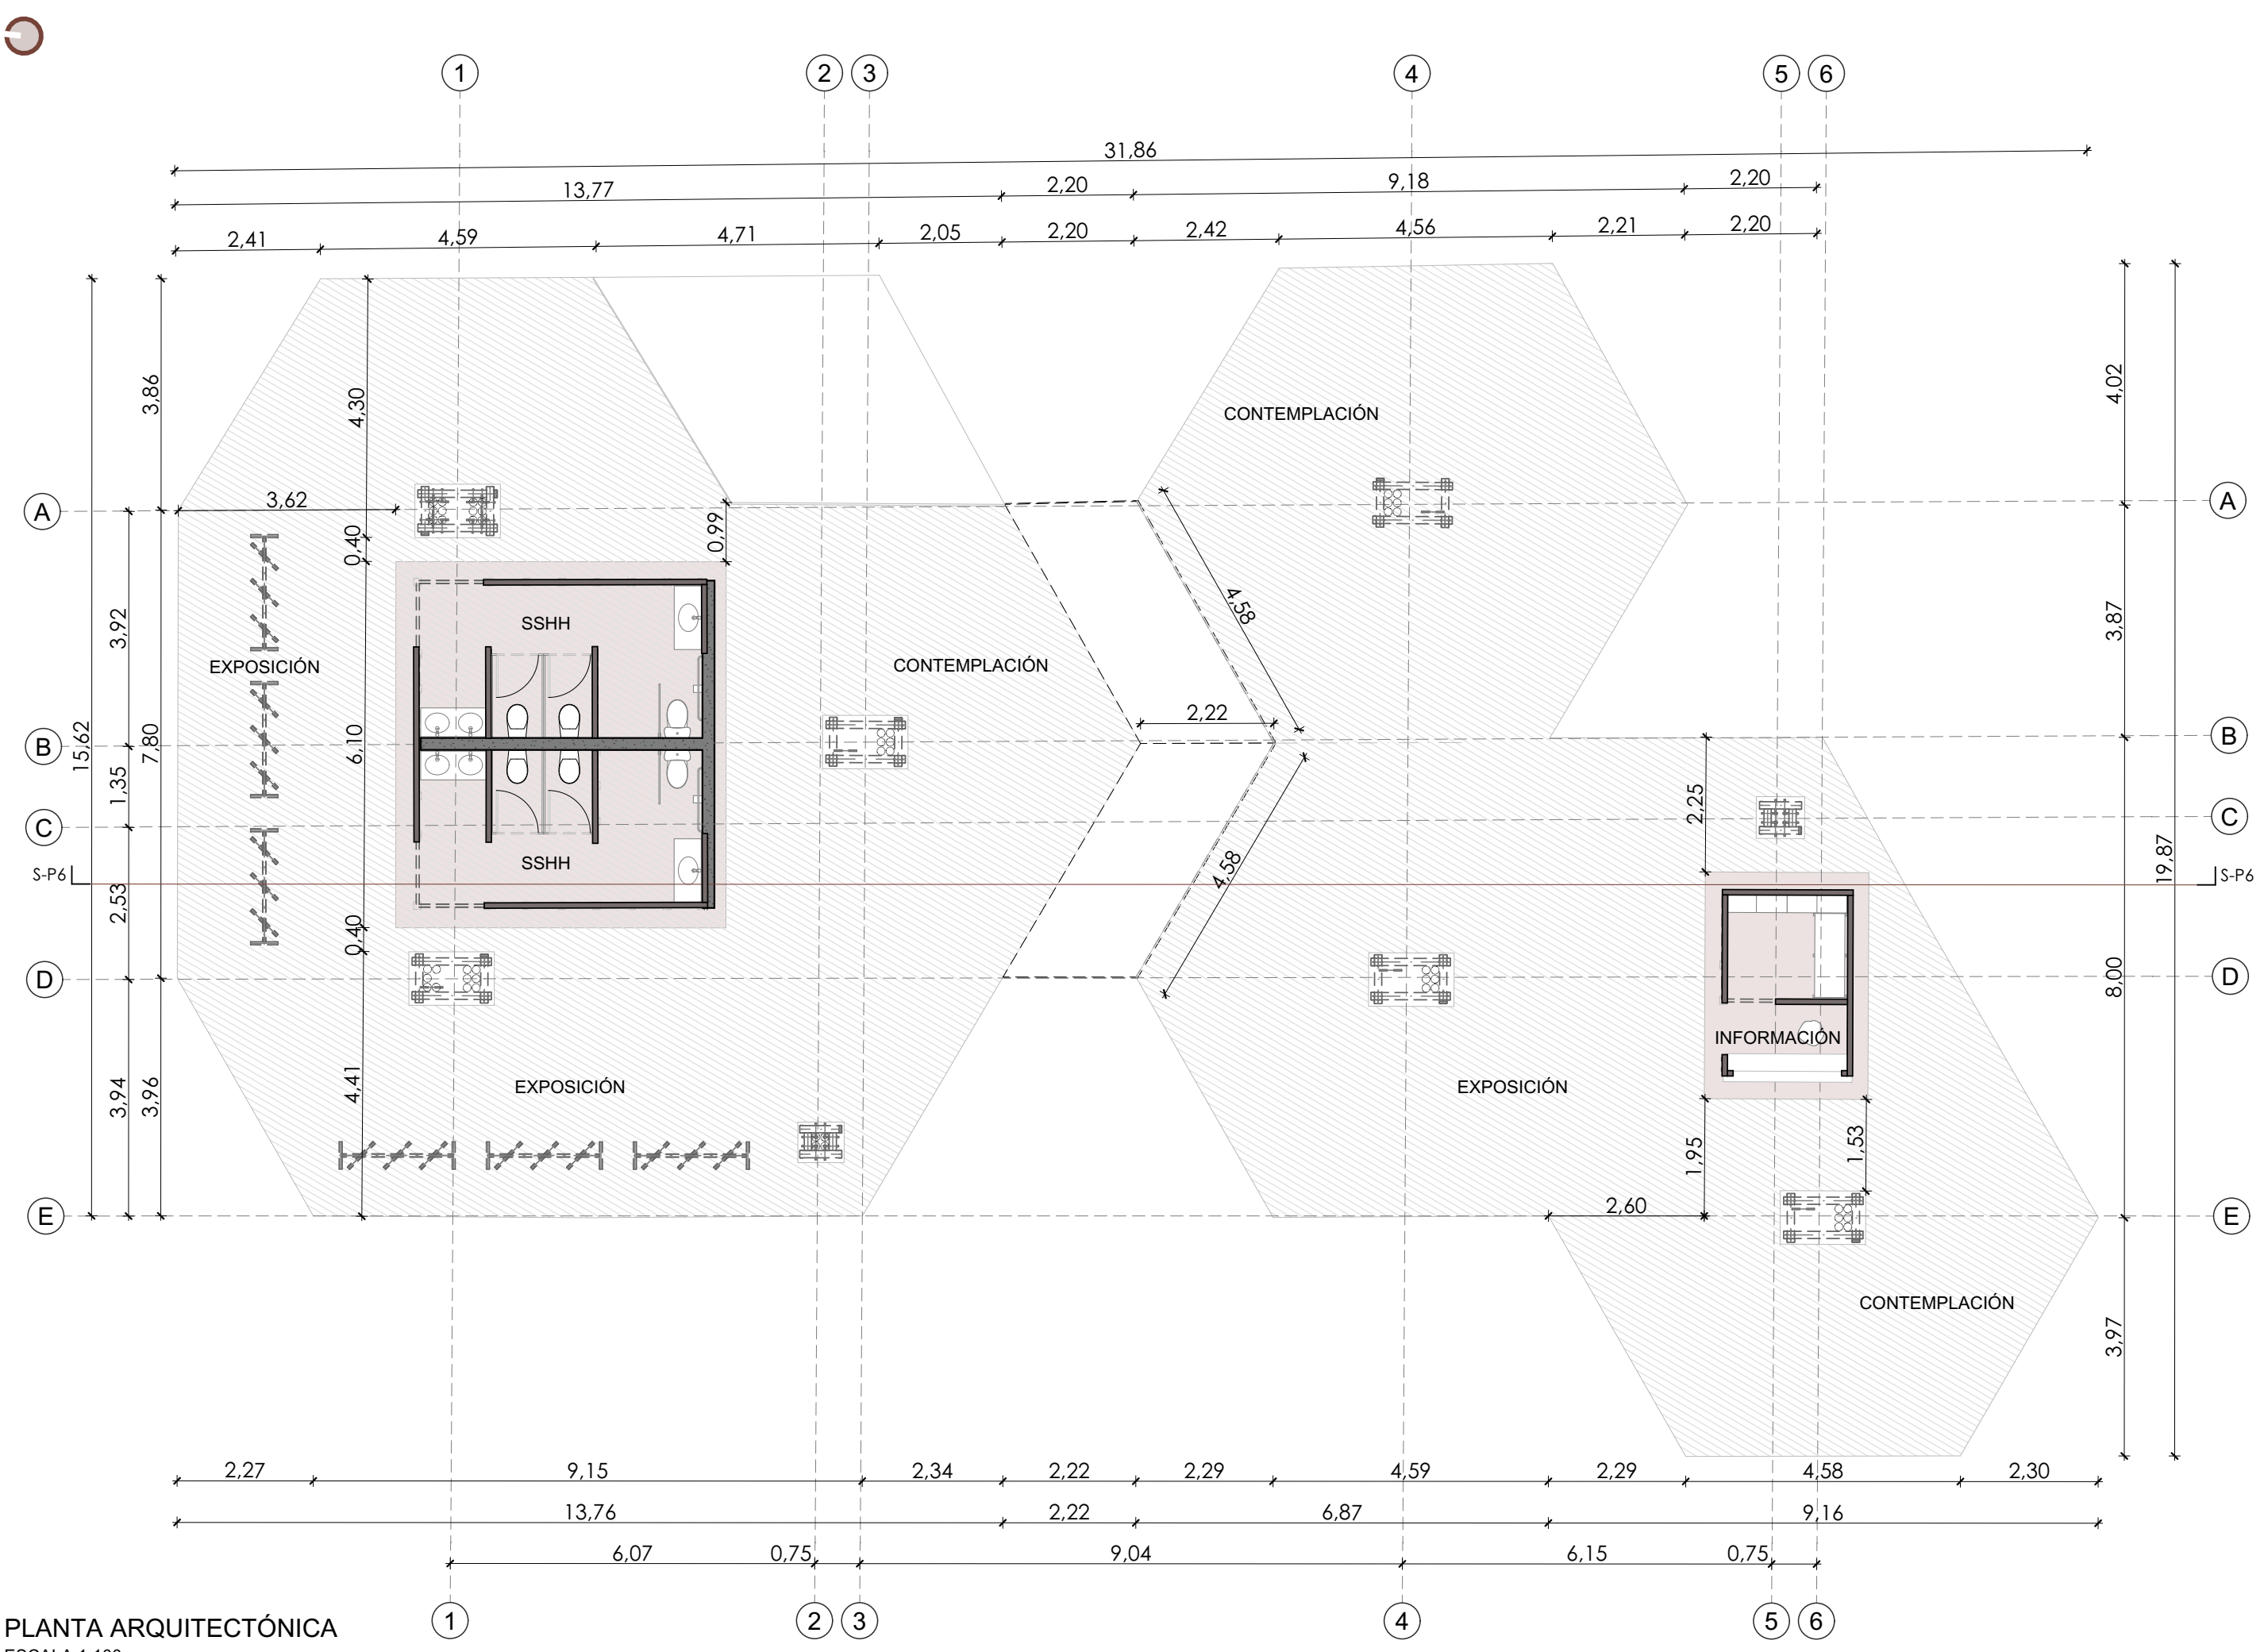 1 2 3 4 5 6
31,86
13,77 2,20 9,18 2,20
2,41 4,59 4,71 2,05 2,20 2,42 4,56 2,21 2,20
3,86
4,30
4,02
CONTEMPLACIÓN
A
3,62
A
0,40
0,99
3,92
SSHH
4,58
3,87
EXPOSICIÓN
CONTEMPLACIÓN
2,22
B
15,62
7,80
6,10
B
1,35
2,25
C
C
SSHH
4,58
19,87
S-P6
S-P6
2,53
0,40
D
D
8,00
INFORMACIÓN
3,94
3,96
4,41
EXPOSICIÓN
EXPOSICIÓN
1,95
1,53
E
2,60
E
CONTEMPLACIÓN
3,97
2,27 9,15 2,34 2,22 2,29 4,59 2,29 4,58 2,30
13,76 2,22 6,87 9,16
6,07 0,75 9,04 6,15 0,75
1 2 3 4 5 6
PLANTA ARQUITECTÓNICA